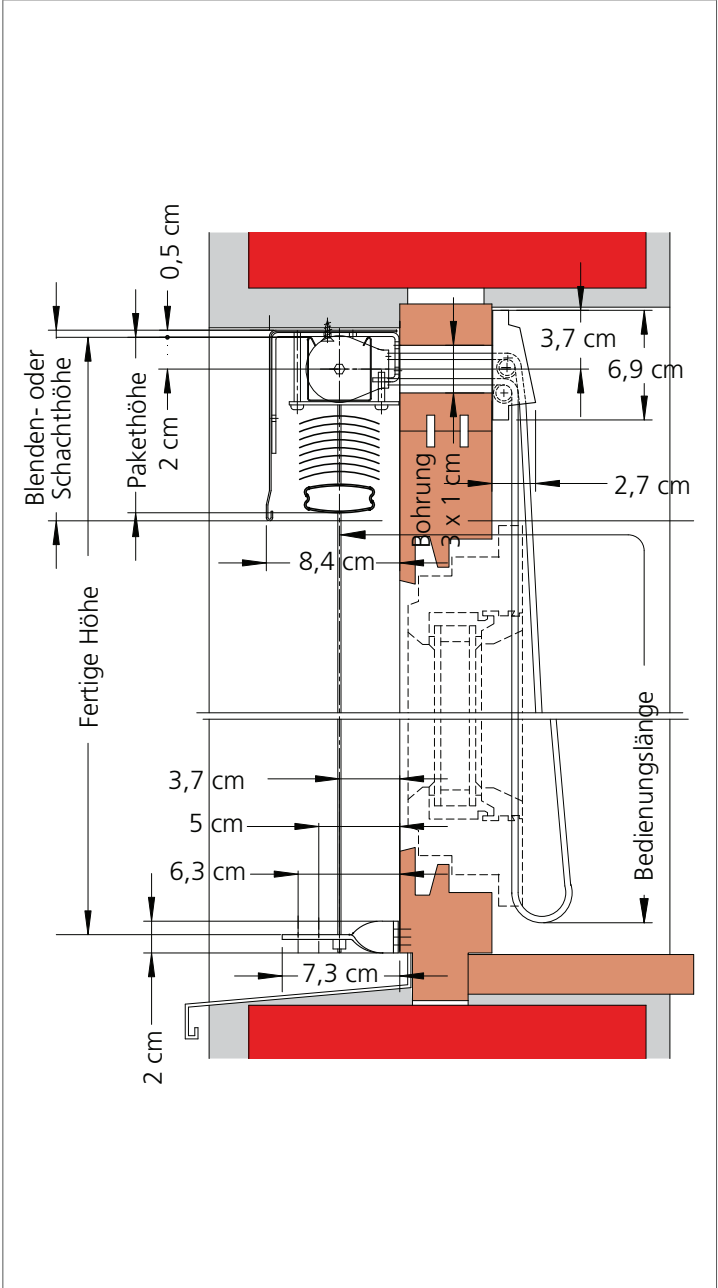 0,5 cm
Blenden- oder
Schachthöhe
Pakethöhe
2 cm
3,7 cm
6,9 cm
Bohrung
3 x 1 cm
2,7 cm
8,4 cm
Fertige Höhe
3,7 cm
5 cm
6,3 cm
Bedienungslänge
7,3 cm
2 cm